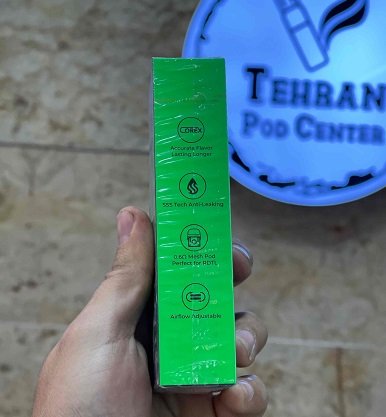 TEHRAN
POD CENTER
COREX
Accurate Flavor
Lasting Longer
SSS Tech Anti-Leaking
0.6Ω Mesh Pod
Perfect for RDTL
Airflow Adjustable